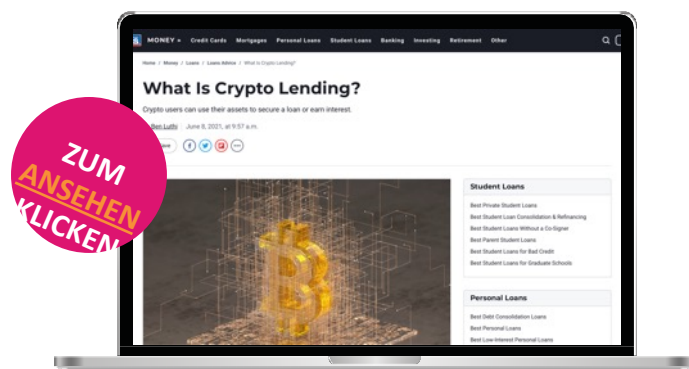 MONEY
Credit Cards Mortgages Personal Loans Student Loans Banking Investing Retirement Other
Home / Money / Loans / Loans Advice / What Is Crypto Lending?
What Is Crypto Lending?
Crypto users can use their assets to secure a loan or earn interest.
Ben Luthi June 8, 2021, at 9:57 a.m.
ZUM
ANSEHEN
KLICKEN
Student Loans
Best Private Student Loans
Best Student Loan Consolidation & Refinancing
Best Student Loans Without a Co-Signer
Best Parent Student Loans
Best Student Loans for Bad Credit
Best Student Loans for Graduate Schools
Personal Loans
Best Debt Consolidation Loans
Best Personal Loans
Best Low-Interest Personal Loans